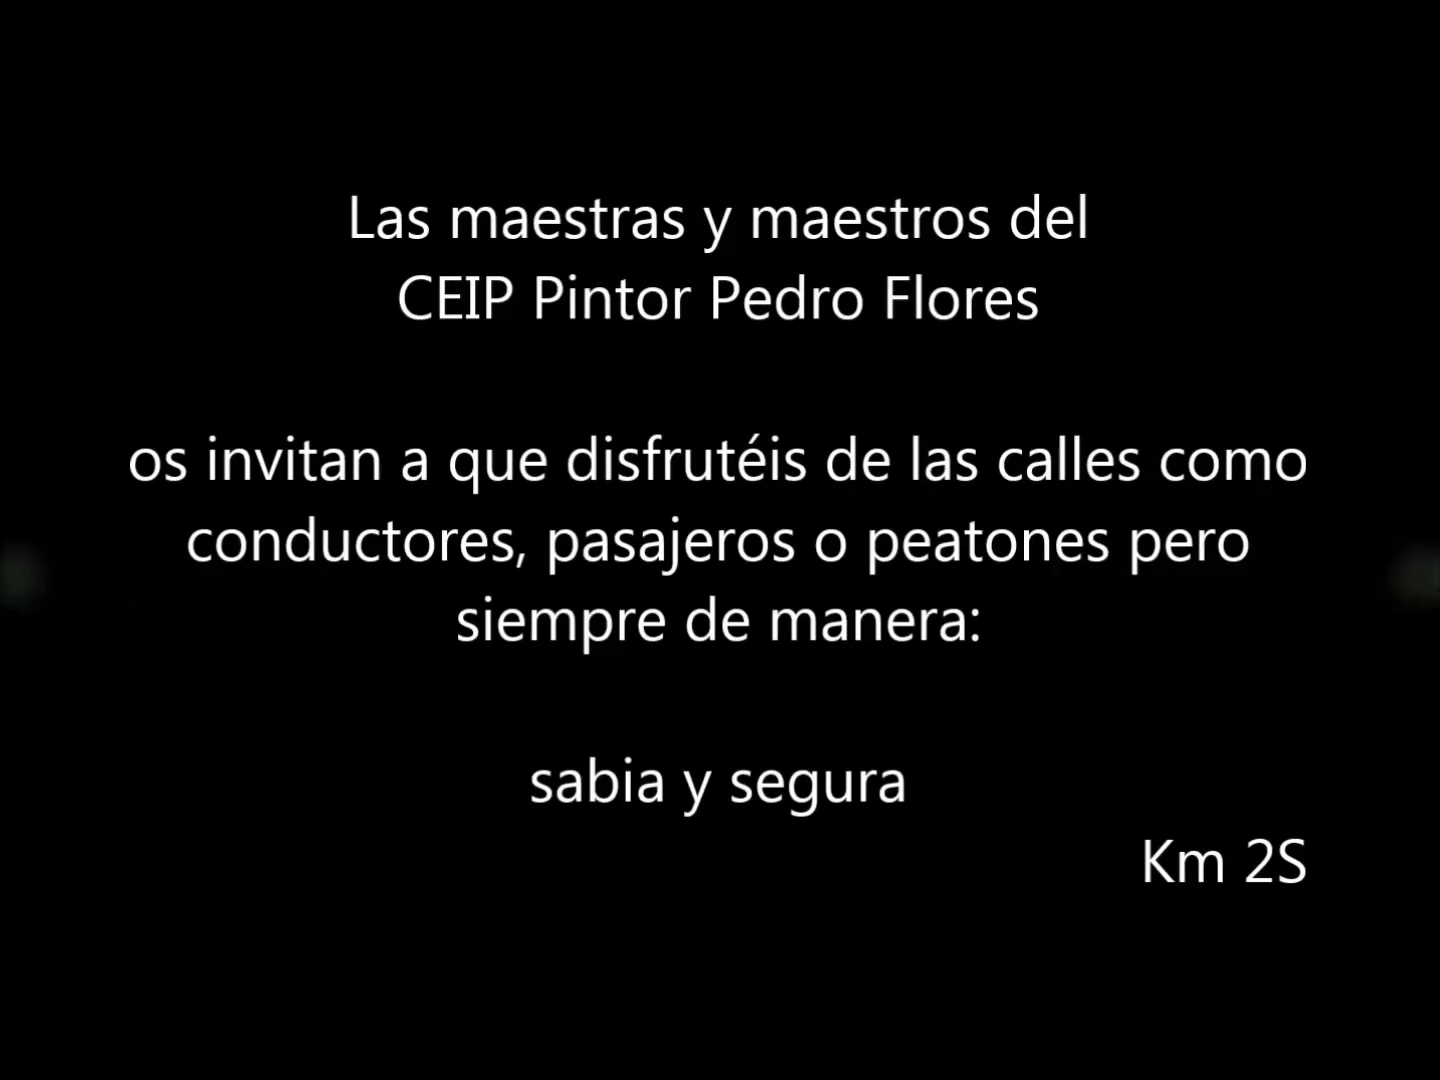 Las maestras y maestros del
CEIP Pintor Pedro Flores
os invitan a que disfrutéis de las calles como
conductores, pasajeros o peatones pero
siempre de manera:
sabia y segura
Km 2S